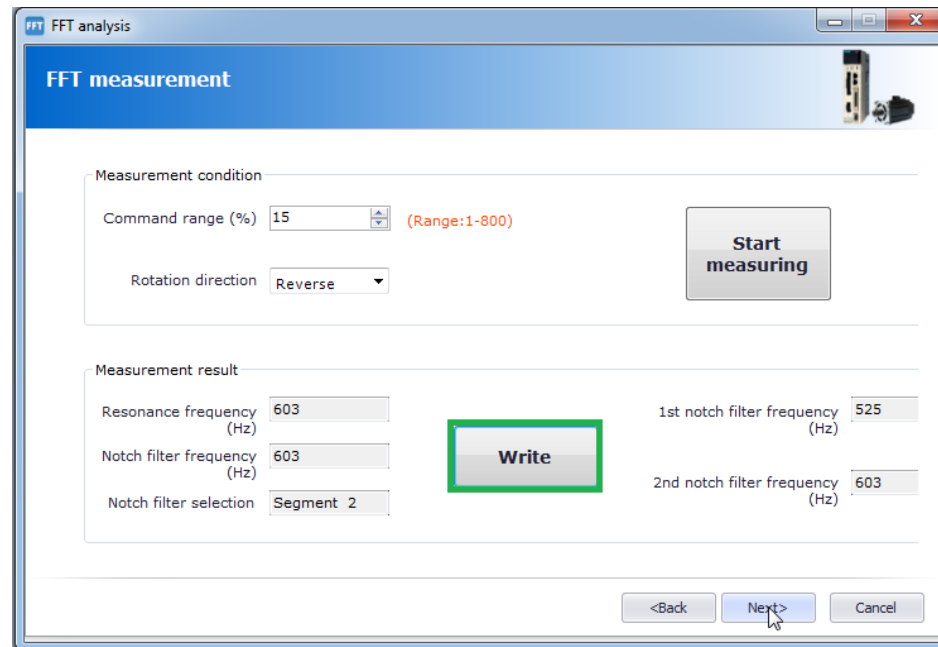 FFT FFT analysis
FFT measurement
Measurement condition
Command range (%) 15 (Range:1-800)
Start
measuring
Rotation direction Reverse
Measurement result
Resonance frequency
(Hz) 603
1st notch filter frequency
(Hz) 525
Notch filter frequency
(Hz) 603
Write
2nd notch filter frequency
(Hz) 603
Notch filter selection Segment 2
<Back Next> Cancel